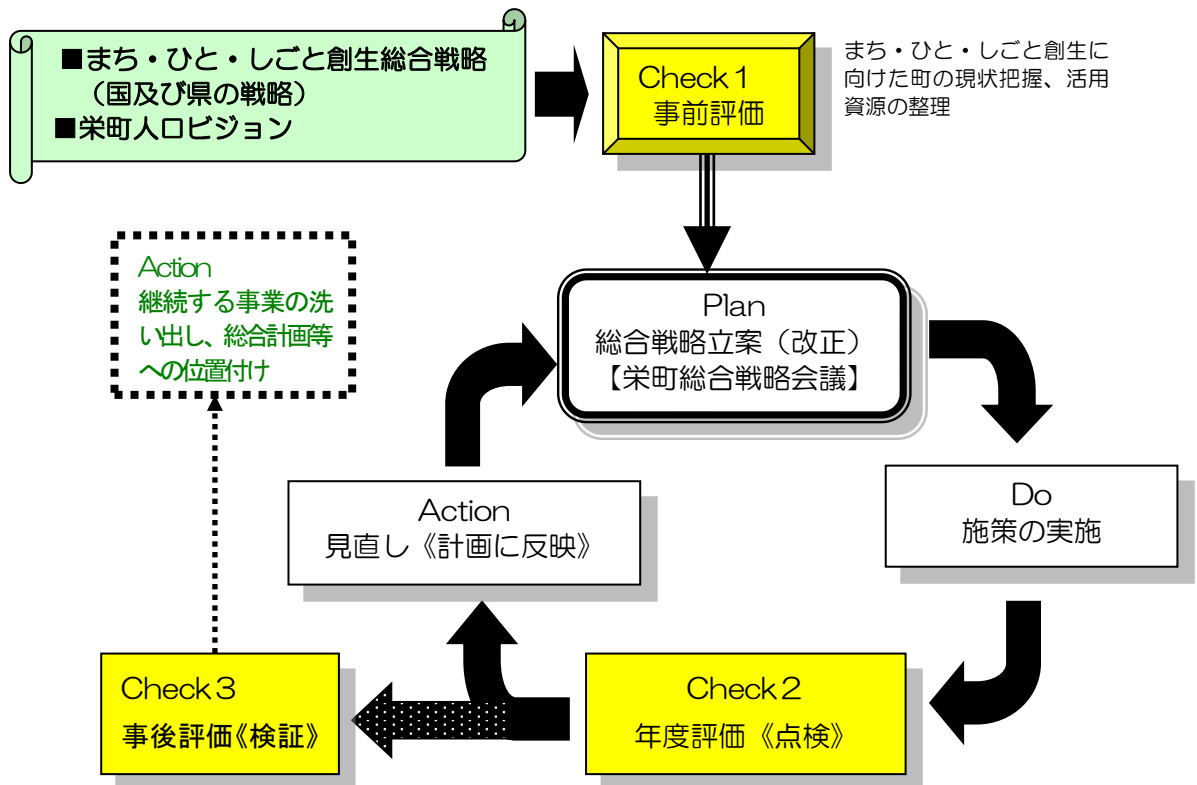 ■まち・ひと・しごと創生総合戦略
（国及び県の戦略）
■栄町人口ビジョン
Check１
事前評価
まち・ひと・しごと創生に
向けた町の現状把握、活用
資源の整理
Action
継続する事業の洗
い出し、総合計画等
への位置付け
Plan
総合戦略立案（改正）
【栄町総合戦略会議】
Action
見直し《計画に反映》
Do
施策の実施
Check３
事後評価《検証》
Check２
年度評価《点検》